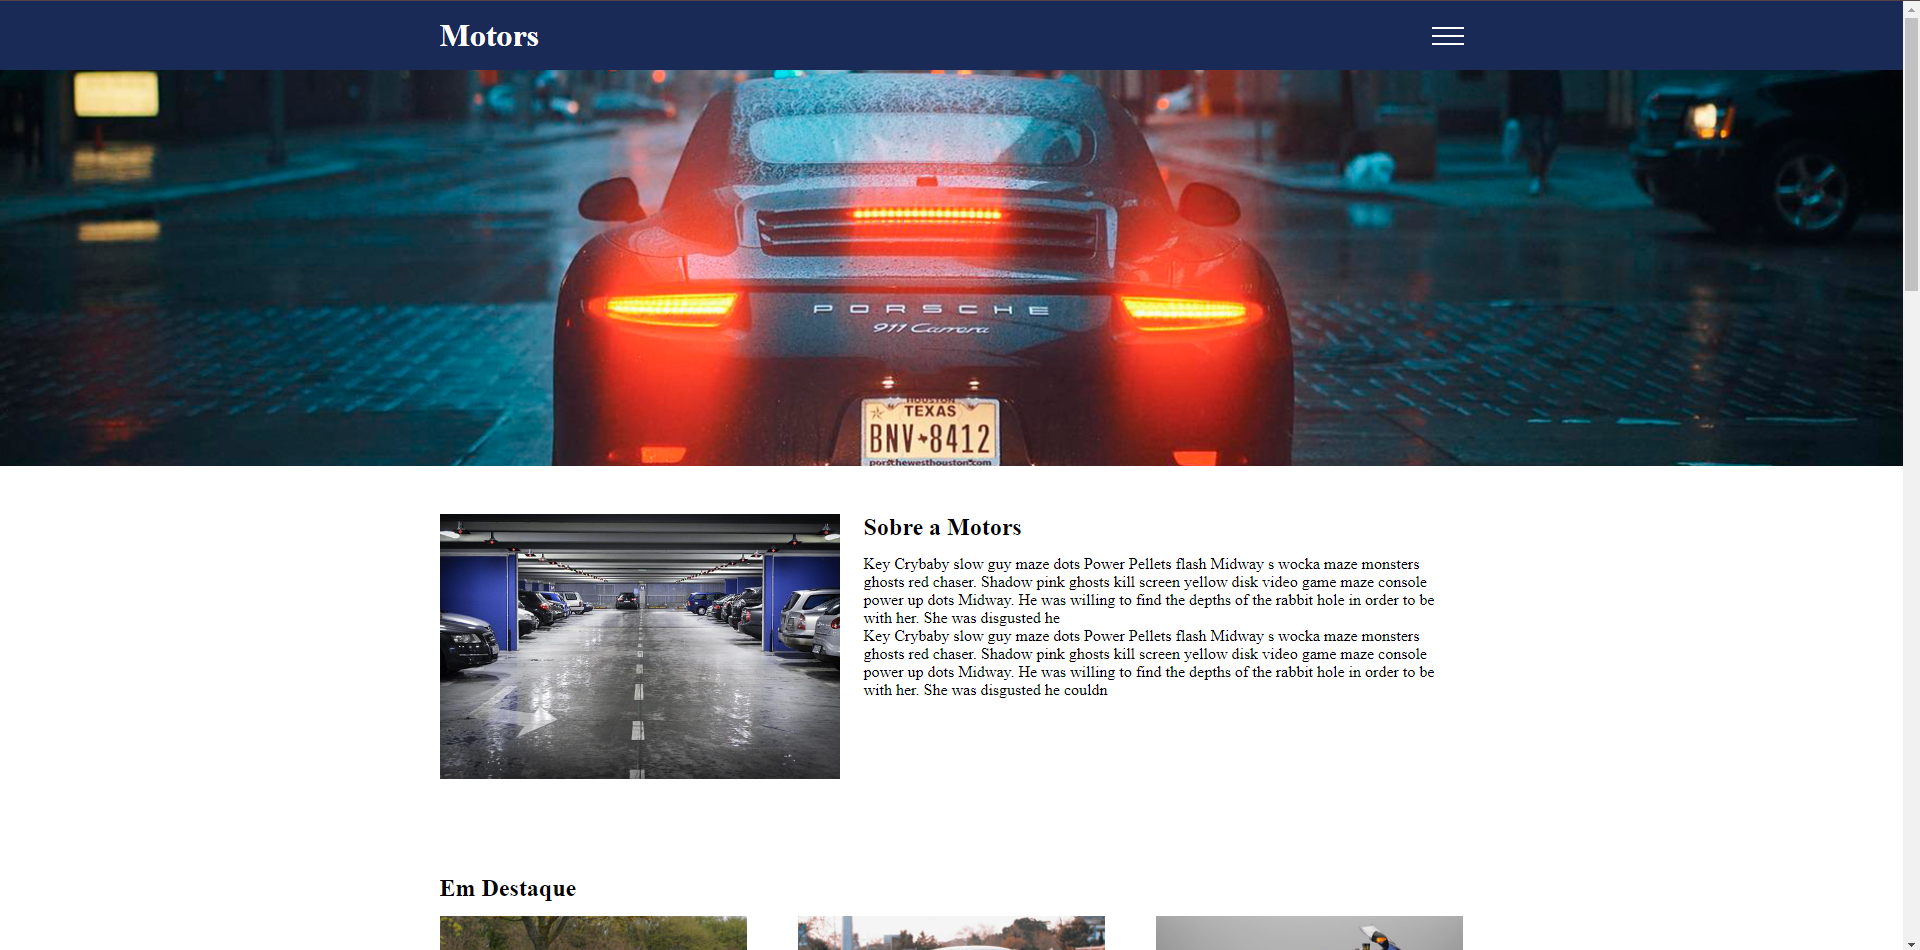 Motors
PORSCHE
911 Carrera
HOUSTON
TEXAS
BNV 8412
porschewesthouston.com
Sobre a Motors
Key Crybaby slow guy maze dots Power Pellets flash Midway s wocka maze monsters
ghosts red chaser. Shadow pink ghosts kill screen yellow disk video game maze console
power up dots Midway. He was willing to find the depths of the rabbit hole in order to be
with her. She was disgusted he
Key Crybaby slow guy maze dots Power Pellets flash Midway s wocka maze monsters
ghosts red chaser. Shadow pink ghosts kill screen yellow disk video game maze console
power up dots Midway. He was willing to find the depths of the rabbit hole in order to be
with her. She was disgusted he couldn
Em Destaque